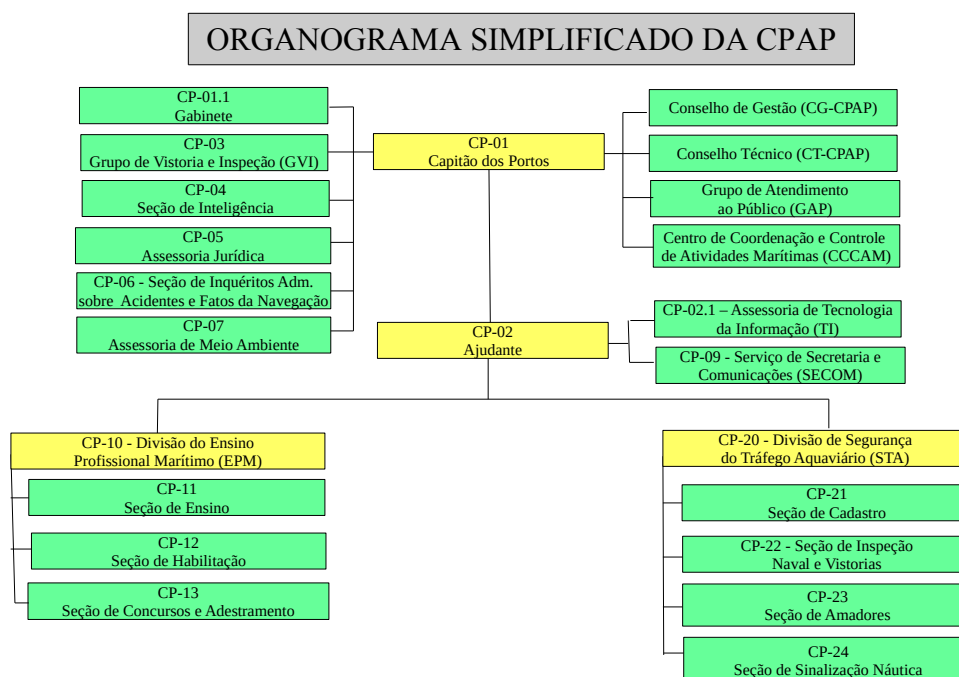 ORGANOGRAMA SIMPLIFICADO DA CPAP
CP-01.1
Gabinete
CP-03
Grupo de Vistoria e Inspeção (GVI)
CP-04
Seção de Inteligência
CP-05
Assessoria Jurídica
CP-06 - Seção de Inquéritos Adm.
sobre Acidentes e Fatos da Navegação
CP-07
Assessoria de Meio Ambiente
CP-01
Capitão dos Portos
Conselho de Gestão (CG-CPAP)
Conselho Técnico (CT-CPAP)
Grupo de Atendimento
ao Público (GAP)
Centro de Coordenação e Controle
de Atividades Marítimas (CCCAM)
CP-02
Ajudante
CP-02.1 – Assessoria de Tecnologia
da Informação (TI)
CP-09 - Serviço de Secretaria e
Comunicações (SECOM)
CP-10 - Divisão do Ensino
Profissional Marítimo (EPM)
CP-11
Seção de Ensino
CP-12
Seção de Habilitação
CP-13
Seção de Concursos e Adestramento
CP-20 - Divisão de Segurança
do Tráfego Aquaviário (STA)
CP-21
Seção de Cadastro
CP-22 - Seção de Inspeção
Naval e Vistorias
CP-23
Seção de Amadores
CP-24
Seção de Sinalização Náutica